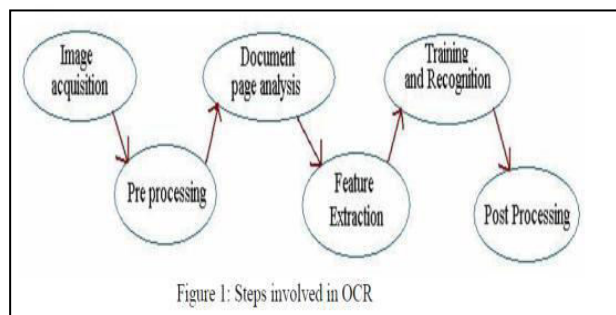 Image
acquisition
Pre processing
Document
page analysis
Feature
Extraction
Training
and Recognition
Post Processing
Figure 1: Steps involved in OCR